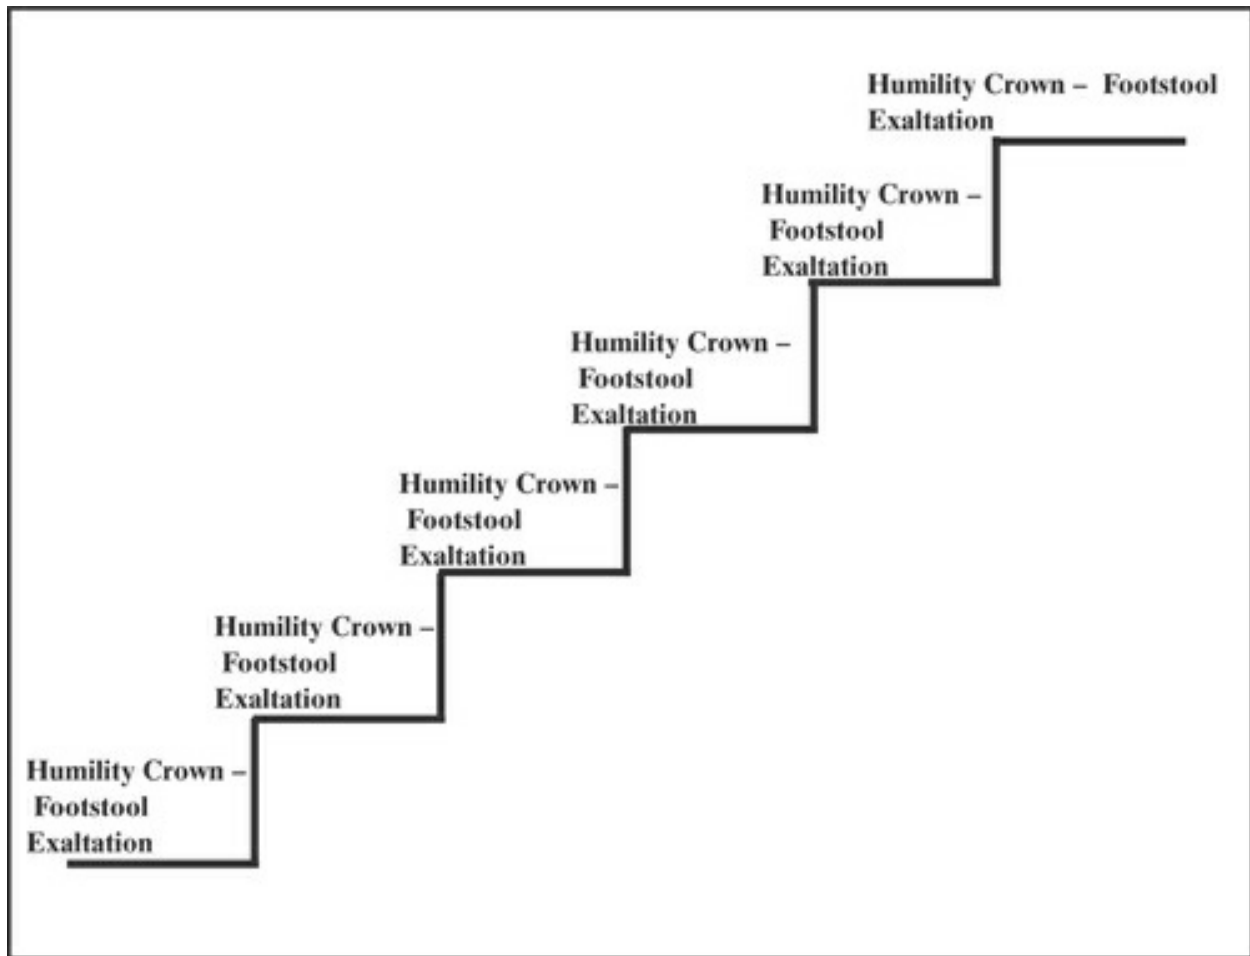 Humility Crown – Footstool
Exaltation
Humility Crown –
Footstool
Exaltation
Humility Crown –
Footstool
Exaltation
Humility Crown –
Footstool
Exaltation
Humility Crown –
Footstool
Exaltation
Humility Crown –
Footstool
Exaltation